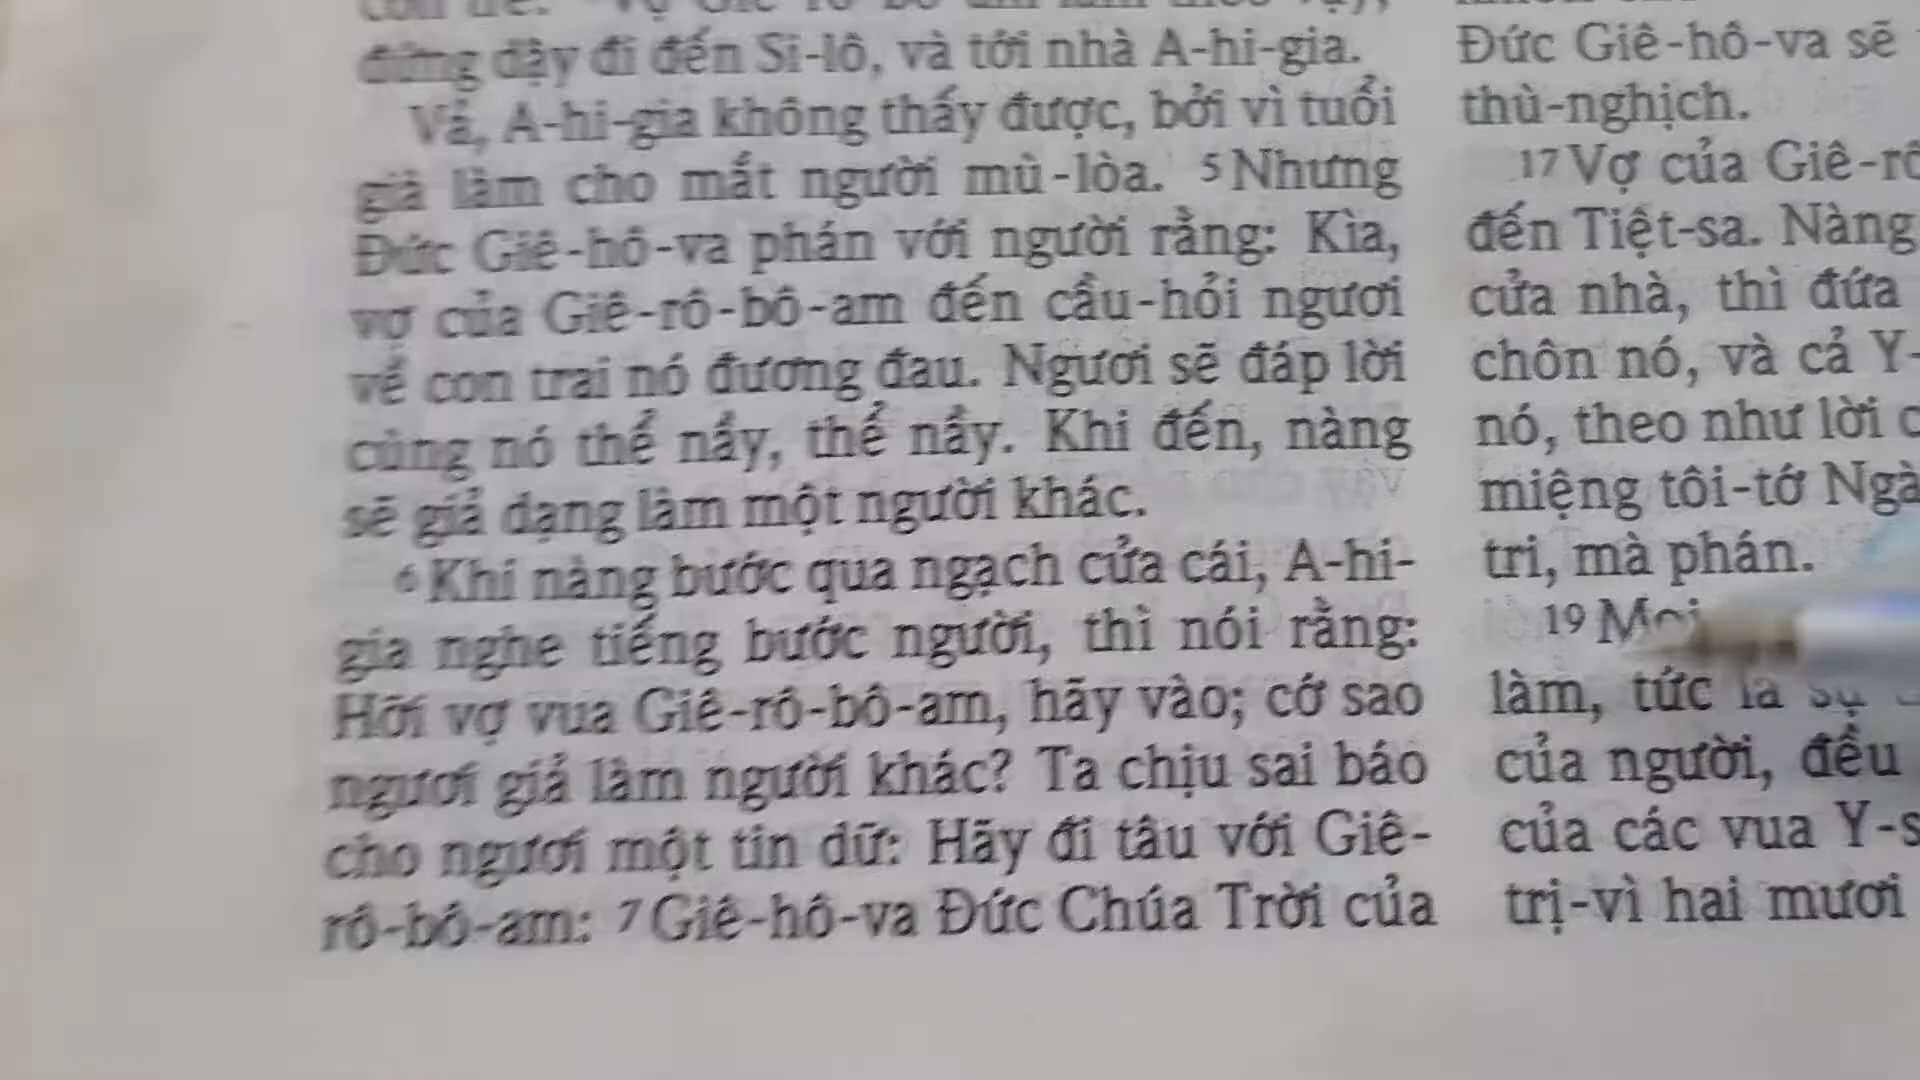 đứng dậy đi đến Si-lô, và tới nhà A-hi-gia.
Vả, A-hi-gia không thấy được, bởi vì tuổi
già làm cho mắt người mù-lòa. 5 Nhưng
Đức Giê-hô-va phán với người rằng: Kìa,
vợ của Giê-rô-bô-am đến cầu-hỏi ngươi
về con trai nó đương đau. Ngươi sẽ đáp lời
cùng nó thể nầy, thể nầy. Khi đến, nàng
sẽ giả dạng làm một người khác.
6 Khi nàng bước qua ngạch cửa cái, A-hi-
gia nghe tiếng bước người, thì nói rằng:
Hỡi vợ vua Giê-rô-bô-am, hãy vào; cớ sao
ngươi giả làm người khác? Ta chịu sai báo
cho ngươi một tin dữ: Hãy đi tâu với Giê-
rô-bô-am: 7 Giê-hô-va Đức Chúa Trời của
Đức Giê-hô-va sẽ
thù-nghịch.
17 Vợ của Giê-rô
đến Tiệt-sa. Nàng
cửa nhà, thì đứa
chôn nó, và cả Y-
nó, theo như lời
miệng tôi-tớ Ngà
tri, mà phán.
19 Mọi
làm, tức là sự
của người, đều
của các vua Y-s
trị-vì hai mươi